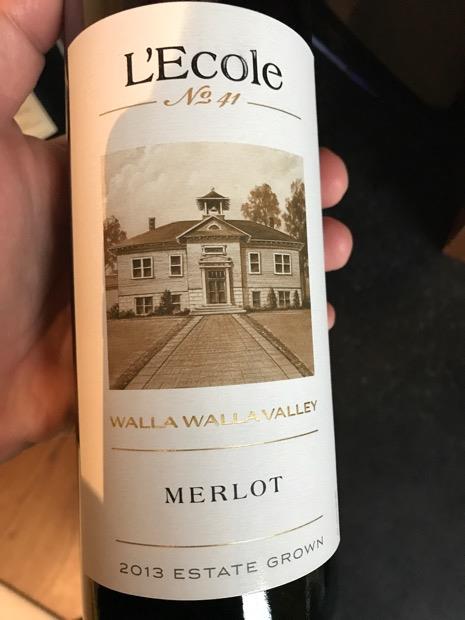 L'Ecole
No 41
WALLA WALLA VALLEY
MERLOT
2013 ESTATE GROWN